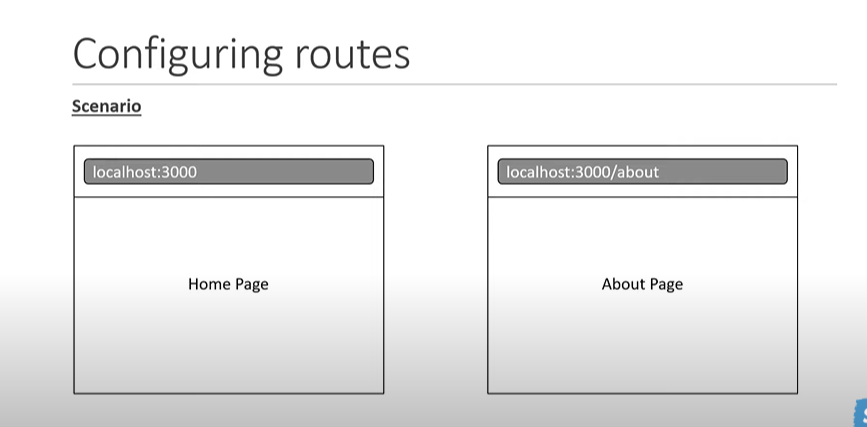 Configuring routes
Scenario
localhost:3000
localhost:3000/about
Home Page
About Page